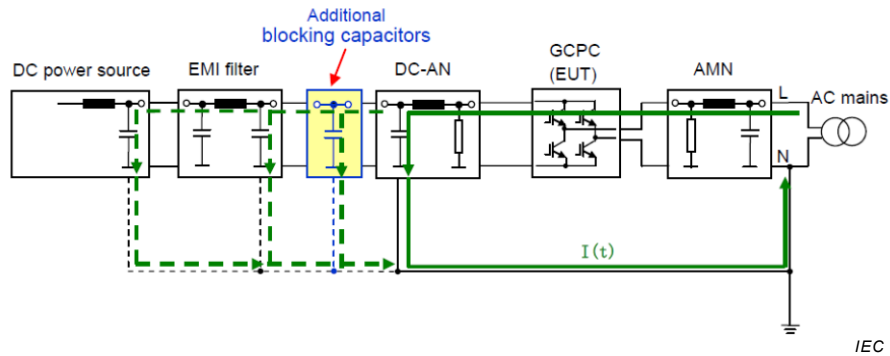 Additional
blocking capacitors
DC power source
EMI filter
DC-AN
GCPC
(EUT)
AMN
L
AC mains
N
I(t)
IEC